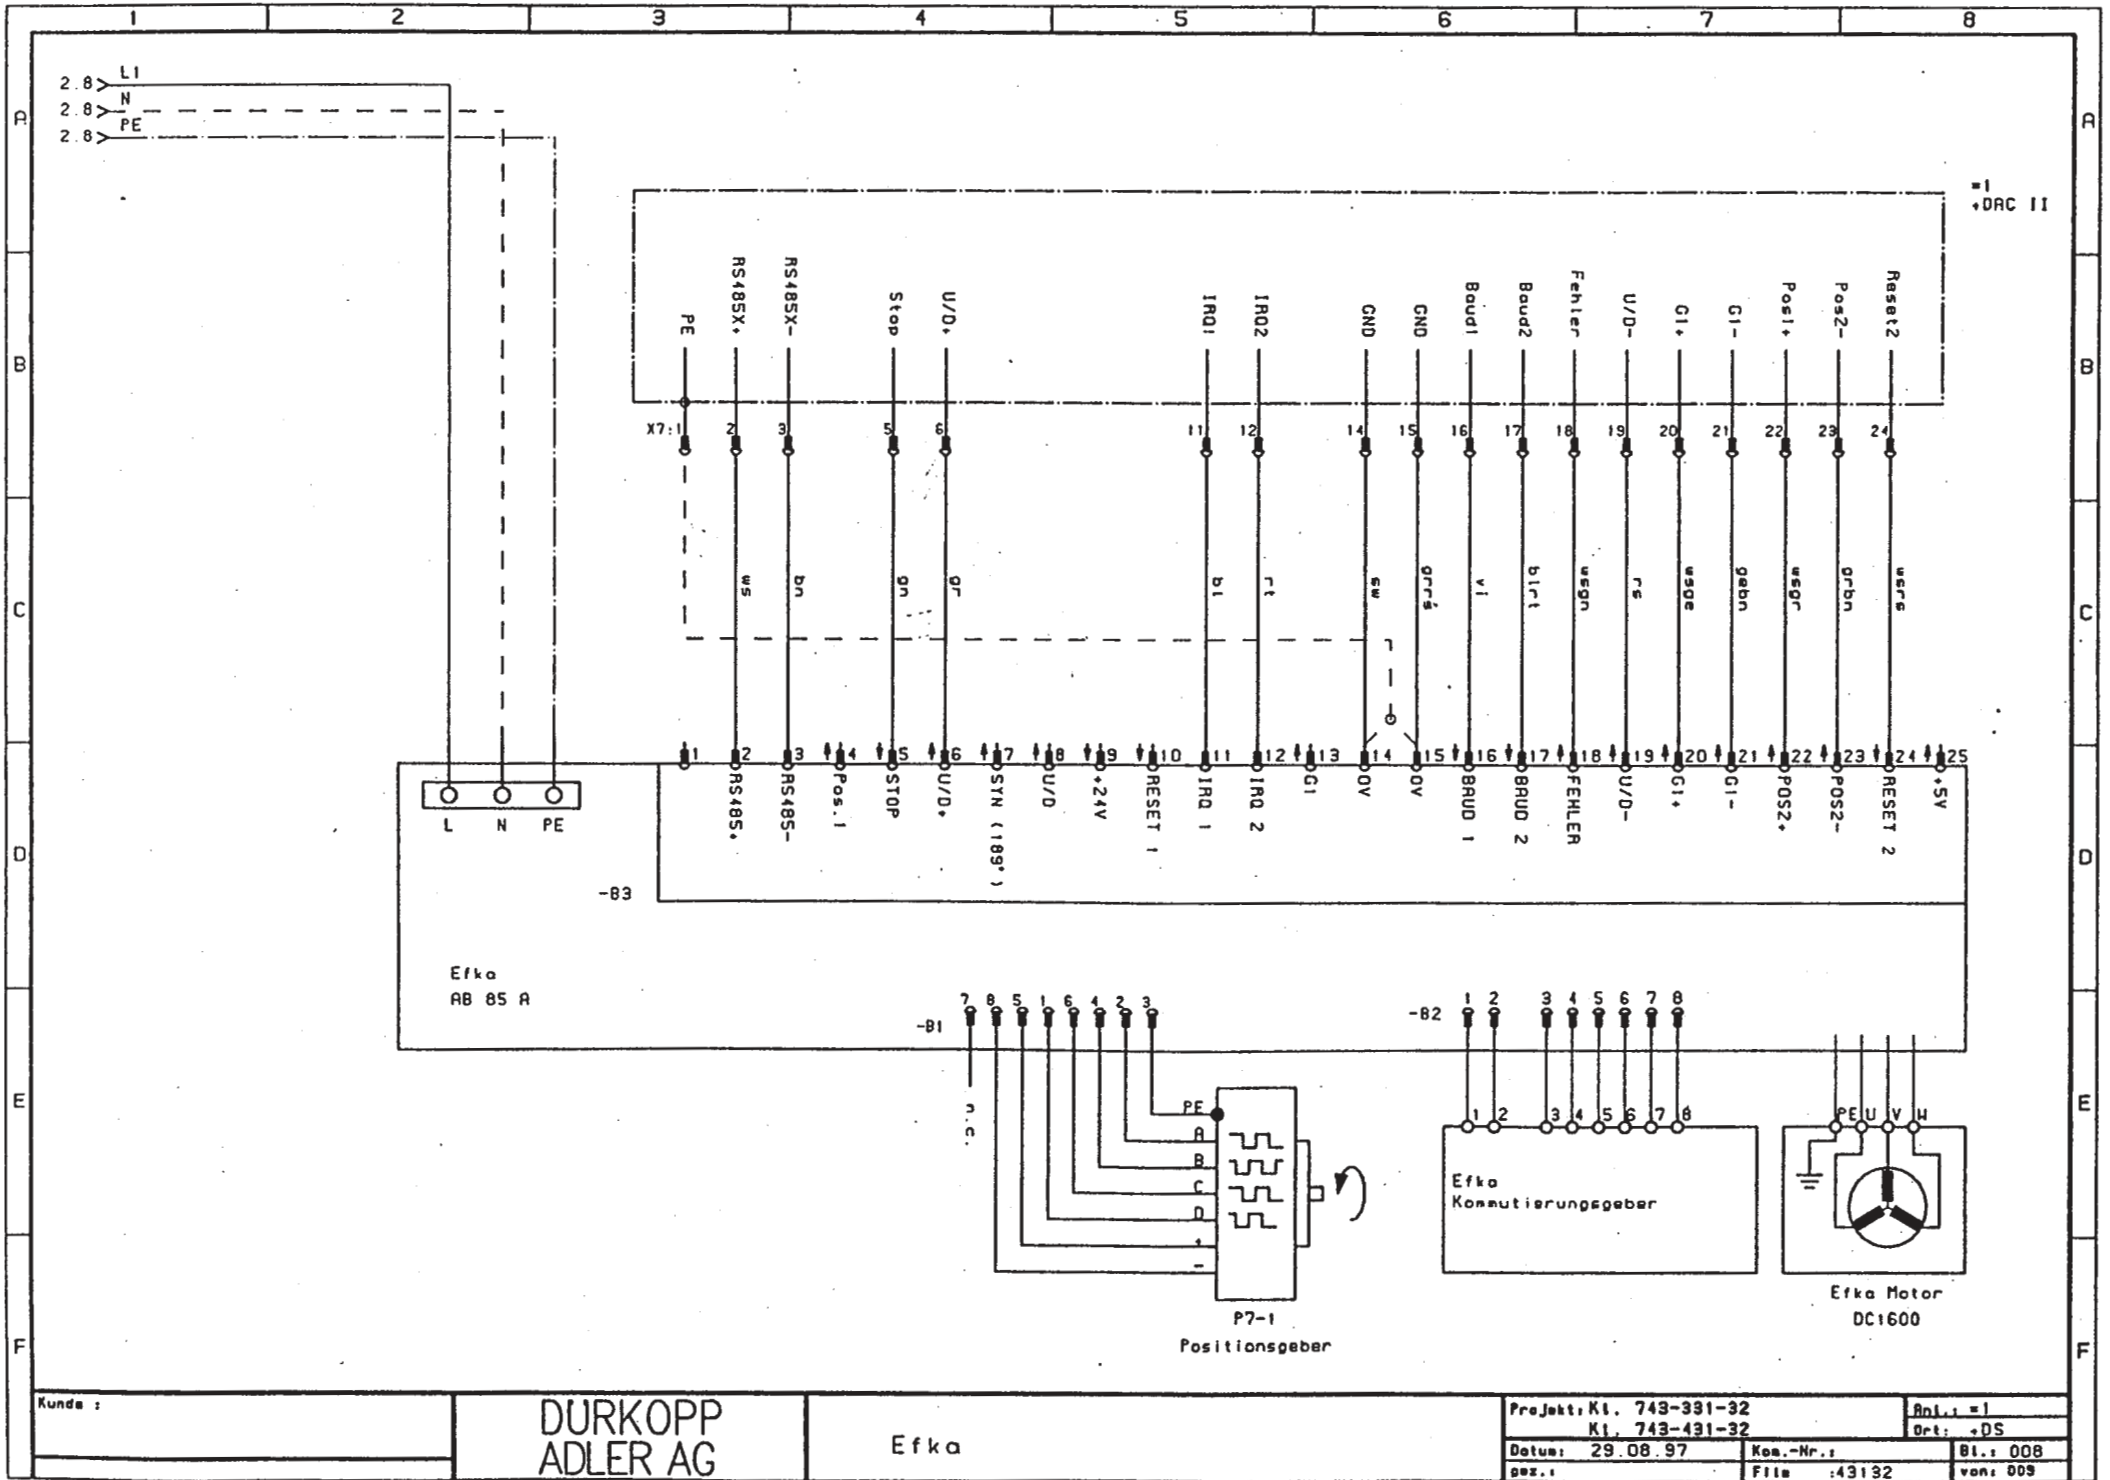 1 2 3 4 5 6 7 8
A A
B B
C C
D D
E E
F F
2.8 L1
2.8 N
2.8 PE
=1
+DAC II
PE RS485X+ RS485X- Stop U/D+ IRQ1 IRQ2 GND GND Baud1 Baud2 Fehler U/D- G1+ G1- Pos1+ Pos2- Reset2
X7:1 2 3 5 6 11 12 14 15 16 17 18 19 20 21 22 23 24
ws bn gn gr bl rt sw grrs vi blrt wsgn rs wsge gebn wsgr grbn wsrs
1 2 3 4 5 6 7 8 9 10 11 12 13 14 15 16 17 18 19 20 21 22 23 24 25
RS485+ RS485- Pos.1 STOP U/D+ SYN (189°) U/D +24V RESET 1 IRQ 1 IRQ 2 G1 0V 0V BAUD 1 BAUD 2 FEHLER U/D- G1+ G1- POS2+ POS2- RESET 2 +5V
L N PE
-B3
Efka
AB 85 A
-B1 7 8 5 1 6 4 2 3
-B2 1 2 3 4 5 6 7 8
n.c.
PE
A
B
C
D
+
-
P7-1
Positionsgeber
1 2 3 4 5 6 7 8
Efka
Kommutierungsgeber
PE U V W
Efka Motor
DC1600
Kunde :
DÜRKOPP
ADLER AG
Efka
Projekt: Kl. 743-331-32
Kl. 743-431-32
Anl.: =1
Ort: +DS
Datum: 29.08.97
Kom.-Nr.:
Bl.: 008
gez.:
File :43132
von: 009